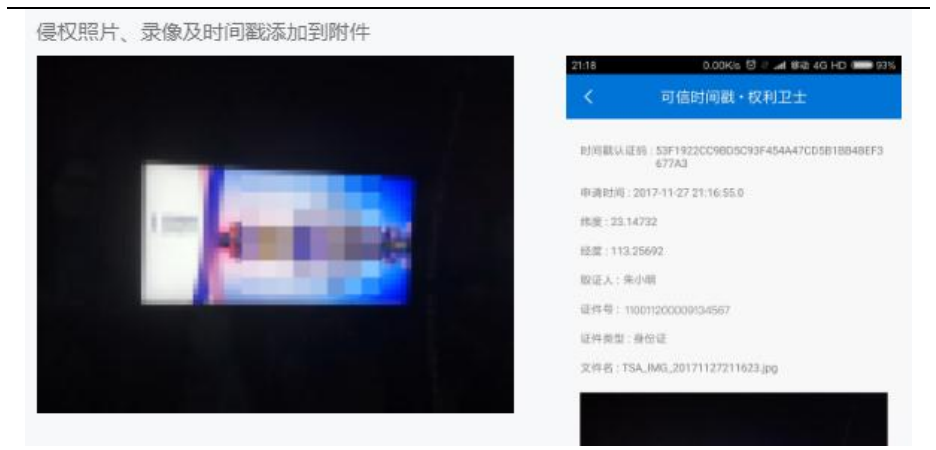 侵权照片、录像及时间戳添加到附件
21:18 0.00K/s 移动 4G HD 93%
可信时间戳·权利卫士
时间戳认证码：53F1922CC9BD5C93F454A47CD5B1BB4BEF3
677A3
申请时间：2017-11-27 21:16:55.0
纬度：23.14732
经度：113.25692
取证人：朱小明
证件号：110011200009134567
证件类型：身份证
文件名：TSA_IMG_20171127211623.jpg